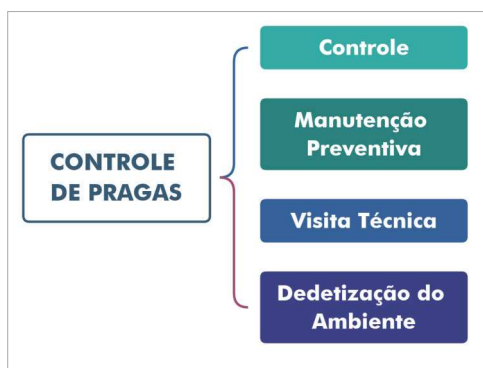 CONTROLE
DE PRAGAS
Controle
Manutenção
Preventiva
Visita Técnica
Dedetização do
Ambiente